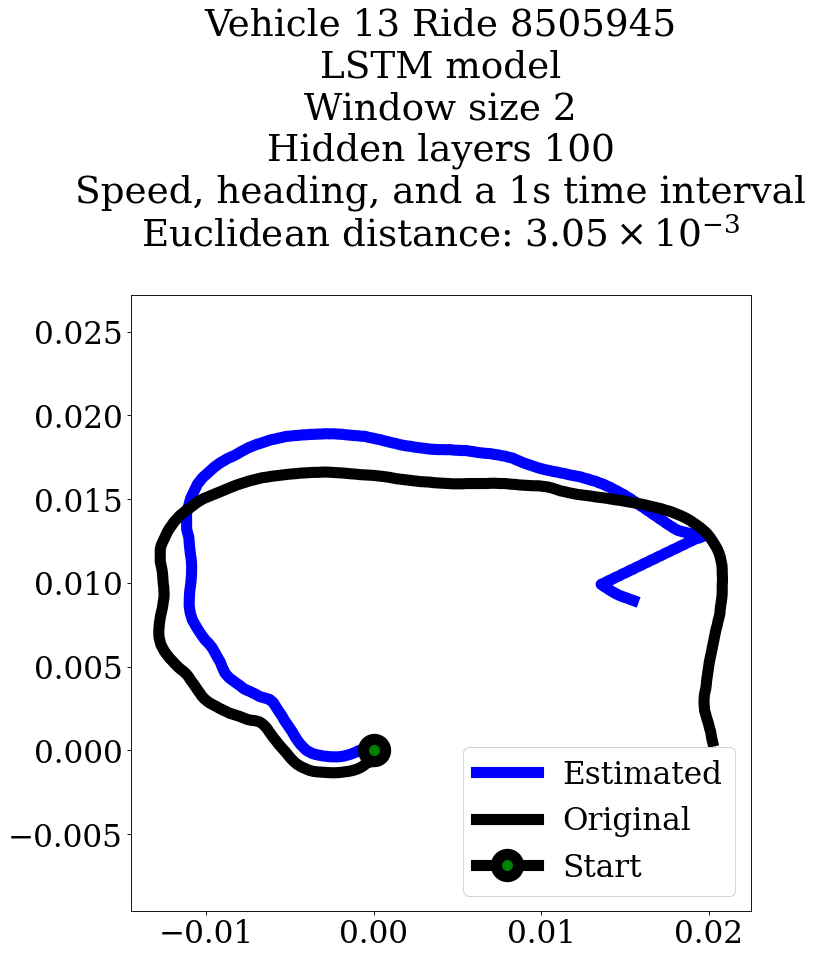 Vehicle 13 Ride 8505945
LSTM model
Window size 2
Hidden layers 100
Speed, heading, and a 1s time interval
Euclidean distance: 3.05 × 10⁻³
0.025
0.020
0.015
0.010
0.005
0.000
−0.005
Estimated
Original
Start
−0.01 0.00 0.01 0.02